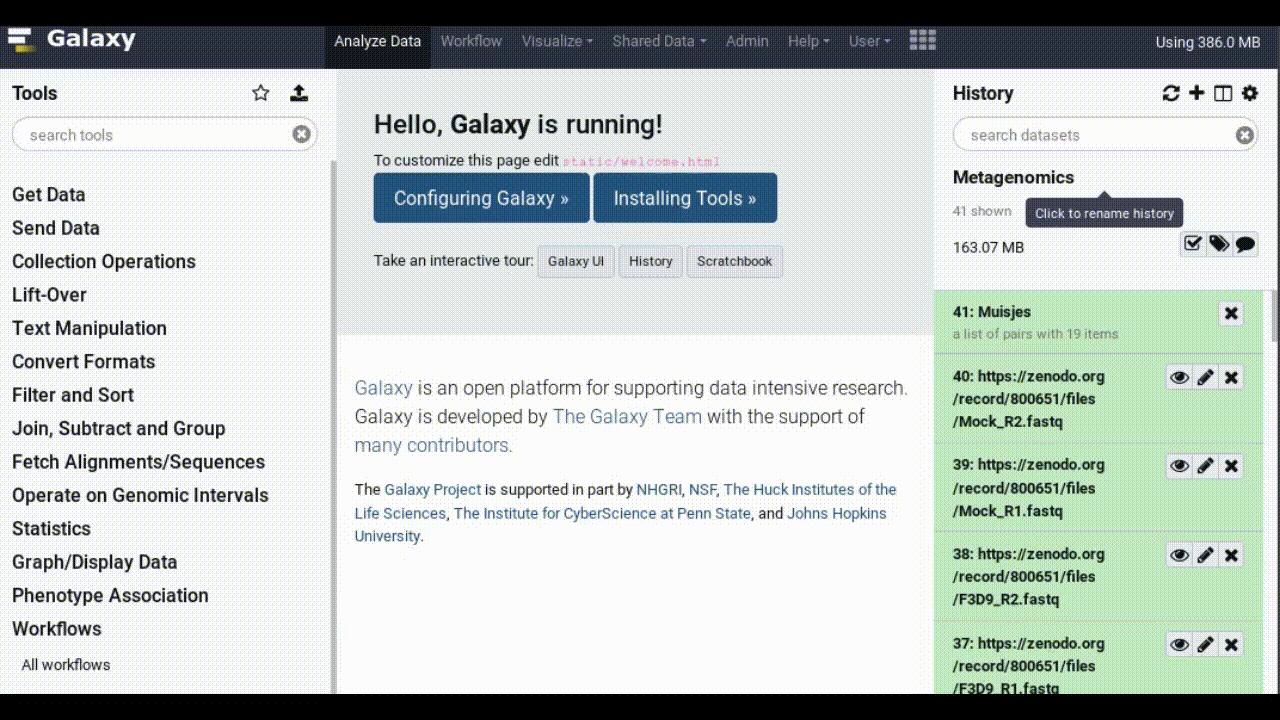 Galaxy
Analyze Data
Workflow
Visualize
Shared Data
Admin
Help
User
Using 386.0 MB
Tools
search tools
Get Data
Send Data
Collection Operations
Lift-Over
Text Manipulation
Convert Formats
Filter and Sort
Join, Subtract and Group
Fetch Alignments/Sequences
Operate on Genomic Intervals
Statistics
Graph/Display Data
Phenotype Association
Workflows
All workflows
Hello, Galaxy is running!
To customize this page edit static/welcome.html
Configuring Galaxy »
Installing Tools »
Take an interactive tour: Galaxy UI History Scratchbook
Galaxy is an open platform for supporting data intensive research.
Galaxy is developed by The Galaxy Team with the support of
many contributors.
The Galaxy Project is supported in part by NHGRI, NSF, The Huck Institutes of the
Life Sciences, The Institute for CyberScience at Penn State, and Johns Hopkins
University.
History
search datasets
Metagenomics
41 shown
Click to rename history
163.07 MB
41: Muisjes
a list of pairs with 19 items
40: https://zenodo.org
/record/800651/files
/Mock_R2.fastq
39: https://zenodo.org
/record/800651/files
/Mock_R1.fastq
38: https://zenodo.org
/record/800651/files
/F3D9_R2.fastq
37: https://zenodo.org
/record/800651/files
/F3D9_R1.fastq